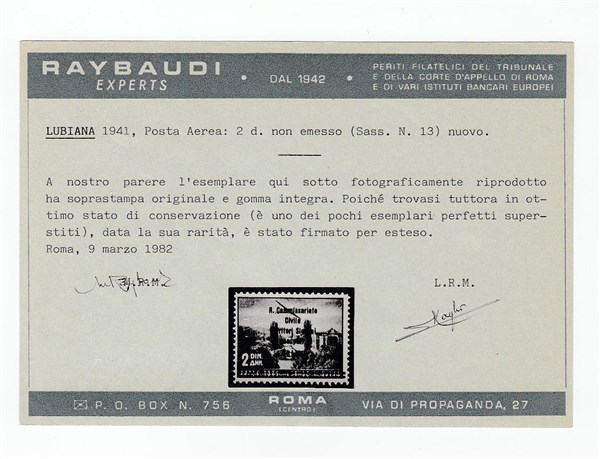 RAYBAUDI
EXPERTS
• DAL 1942 •
PERITI FILATELICI DEL TRIBUNALE
E DELLA CORTE D'APPELLO DI ROMA
E DI VARI ISTITUTI BANCARI EUROPEI
LUBIANA 1941, Posta Aerea: 2 d. non emesso (Sass. N. 13) nuovo.
A nostro parere l'esemplare qui sotto fotograficamente riprodotto
ha soprastampa originale e gomma integra. Poiché trovasi tuttora in ot-
timo stato di conservazione (è uno dei pochi esemplari perfetti super-
stiti), data la sua rarità, è stato firmato per esteso.
Roma, 9 marzo 1982
L.R.M.
R. Commissariato
Civile
2 DIN.
ДИН.
P. O. BOX N. 756
ROMA
(CENTRO)
VIA DI PROPAGANDA, 27